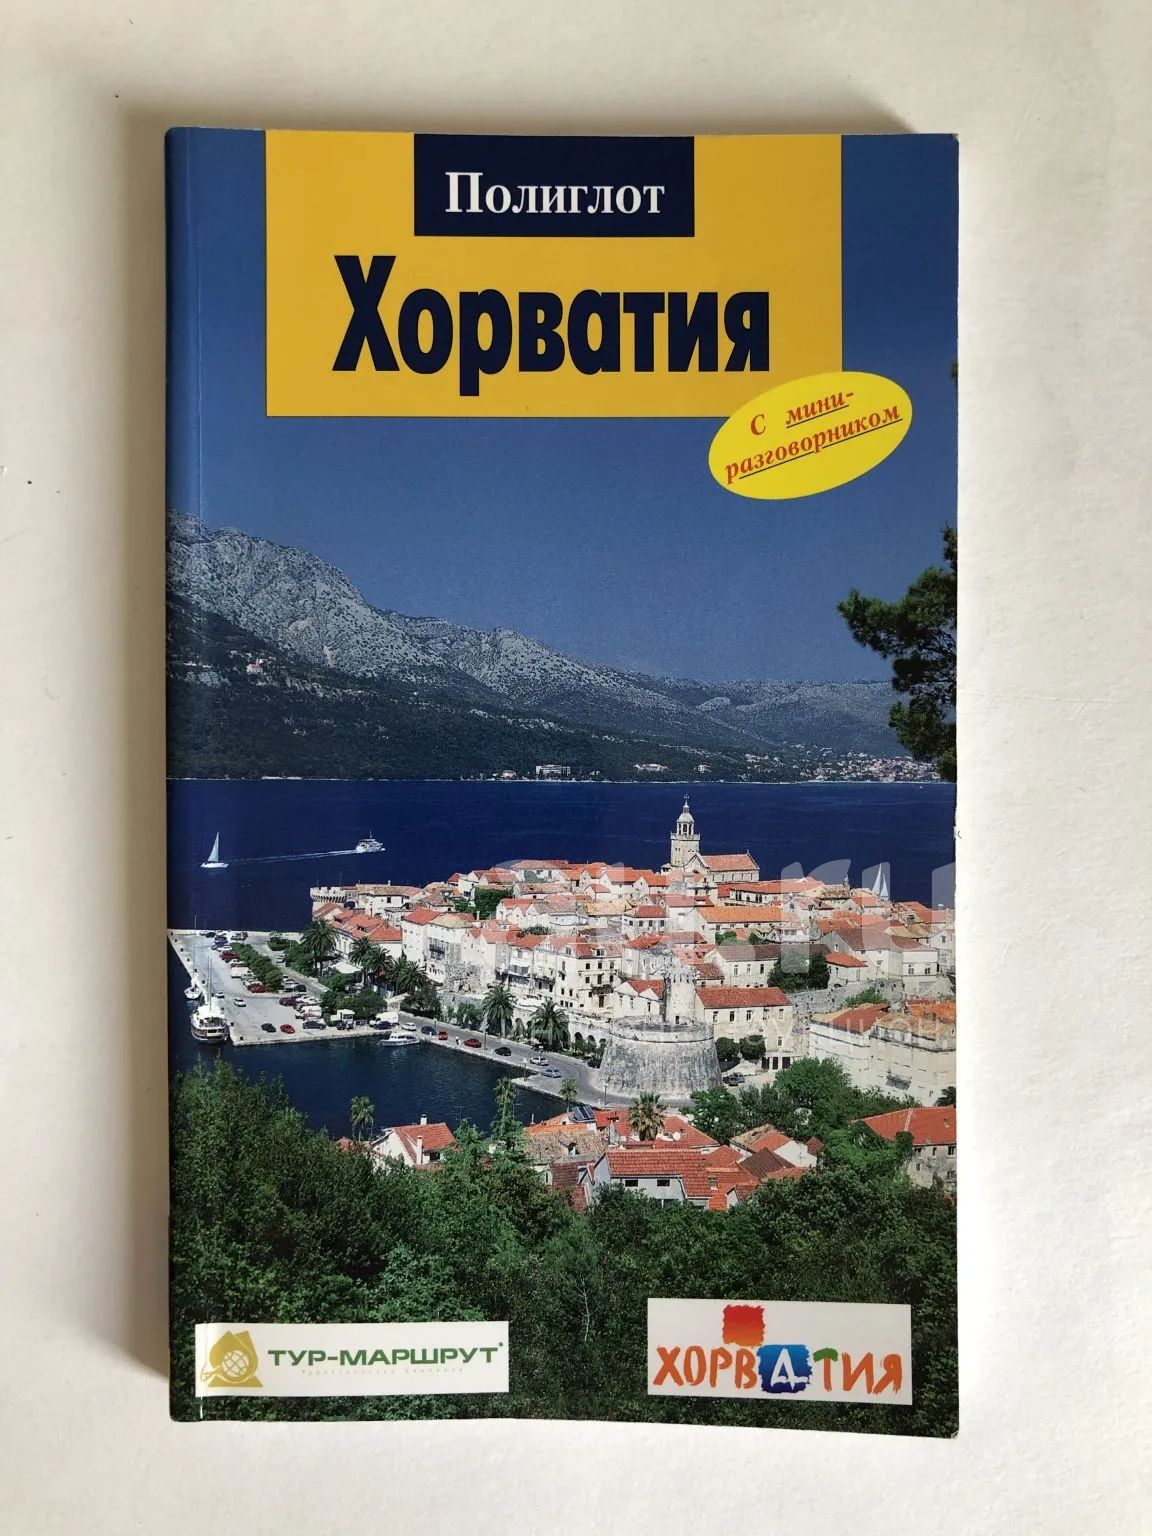 Полиглот
Хорватия
С мини-
разговорником
ТУР-МАРШРУТ
ХОРВАТИЯ